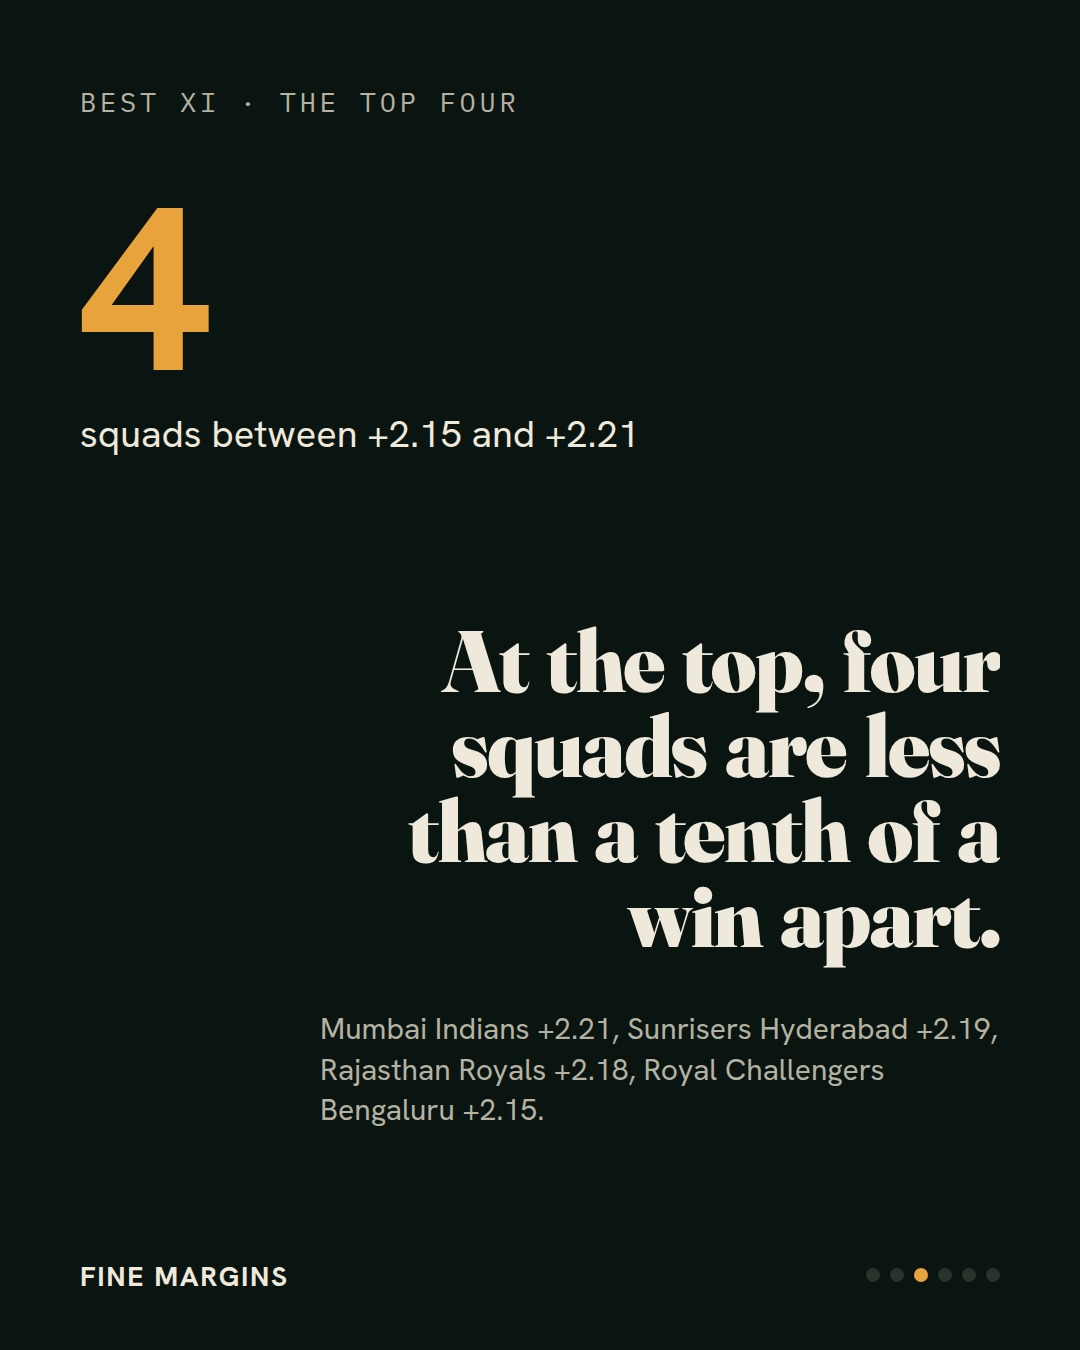 BEST XI · THE TOP FOUR
4
squads between +2.15 and +2.21
At the top, four
squads are less
than a tenth of a
win apart.
Mumbai Indians +2.21, Sunrisers Hyderabad +2.19,
Rajasthan Royals +2.18, Royal Challengers
Bengaluru +2.15.
FINE MARGINS